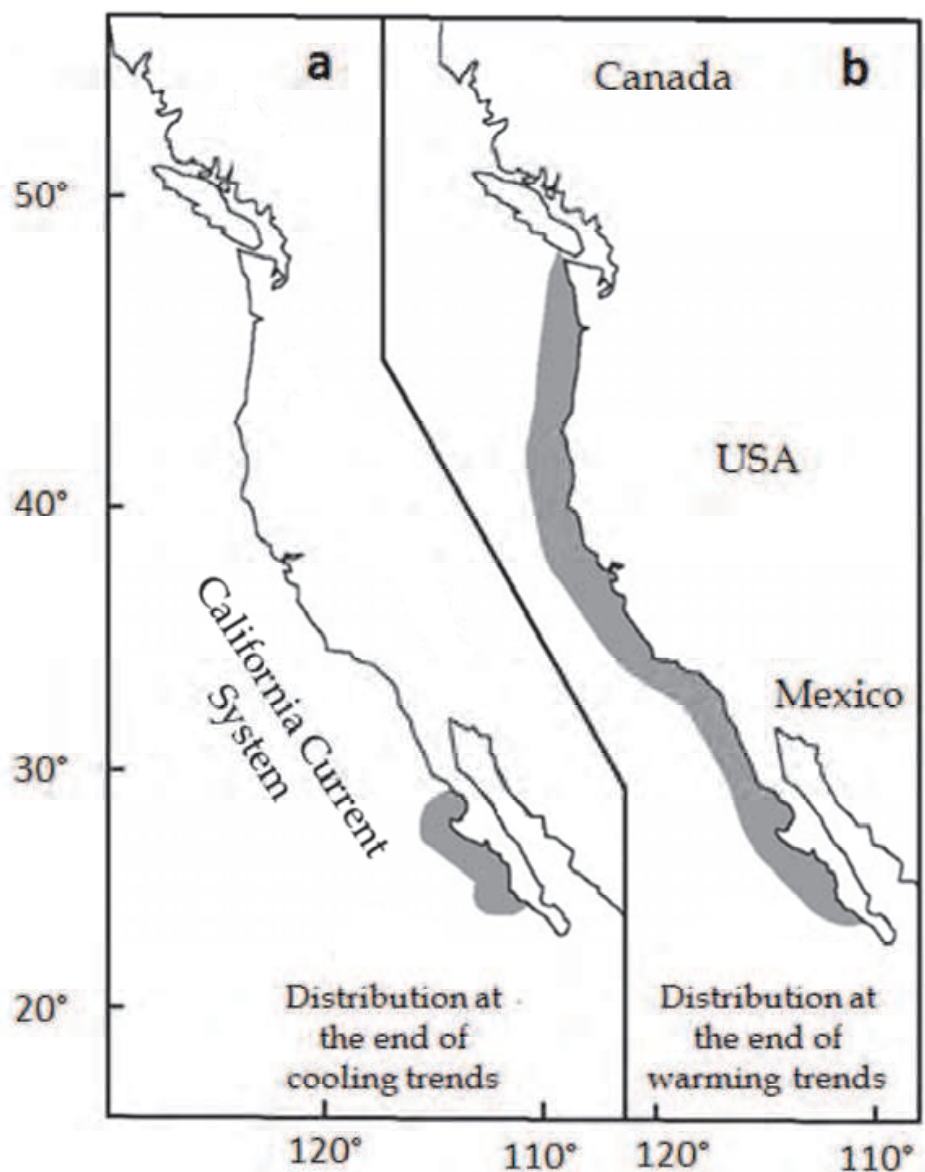 a
b
Canada
50°
USA
40°
California Current
System
Mexico
30°
20°
Distribution at
the end of
cooling trends
Distribution at
the end of
warming trends
120°
110°
120°
110°